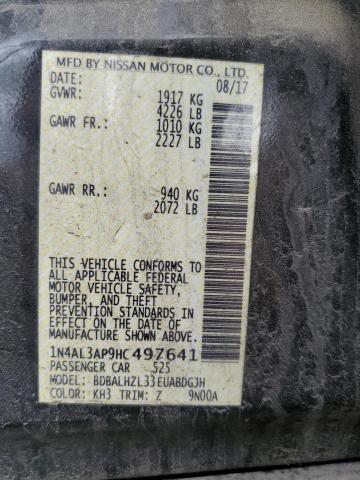 MFD BY NISSAN MOTOR CO., LTD.
DATE: 08/17
GVWR: 1917 KG
4226 LB
GAWR FR.: 1010 KG
2227 LB
GAWR RR.: 940 KG
2072 LB
THIS VEHICLE CONFORMS TO
ALL APPLICABLE FEDERAL
MOTOR VEHICLE SAFETY,
BUMPER, AND THEFT
PREVENTION STANDARDS
IN EFFECT ON THE DATE OF
MANUFACTURE SHOWN ABOVE.
1N4AL3AP9HC497641
PASSENGER CAR 525
MODEL: BDBALHZL33EUABDGJH
COLOR: KH3 TRIM: Z 9N00A